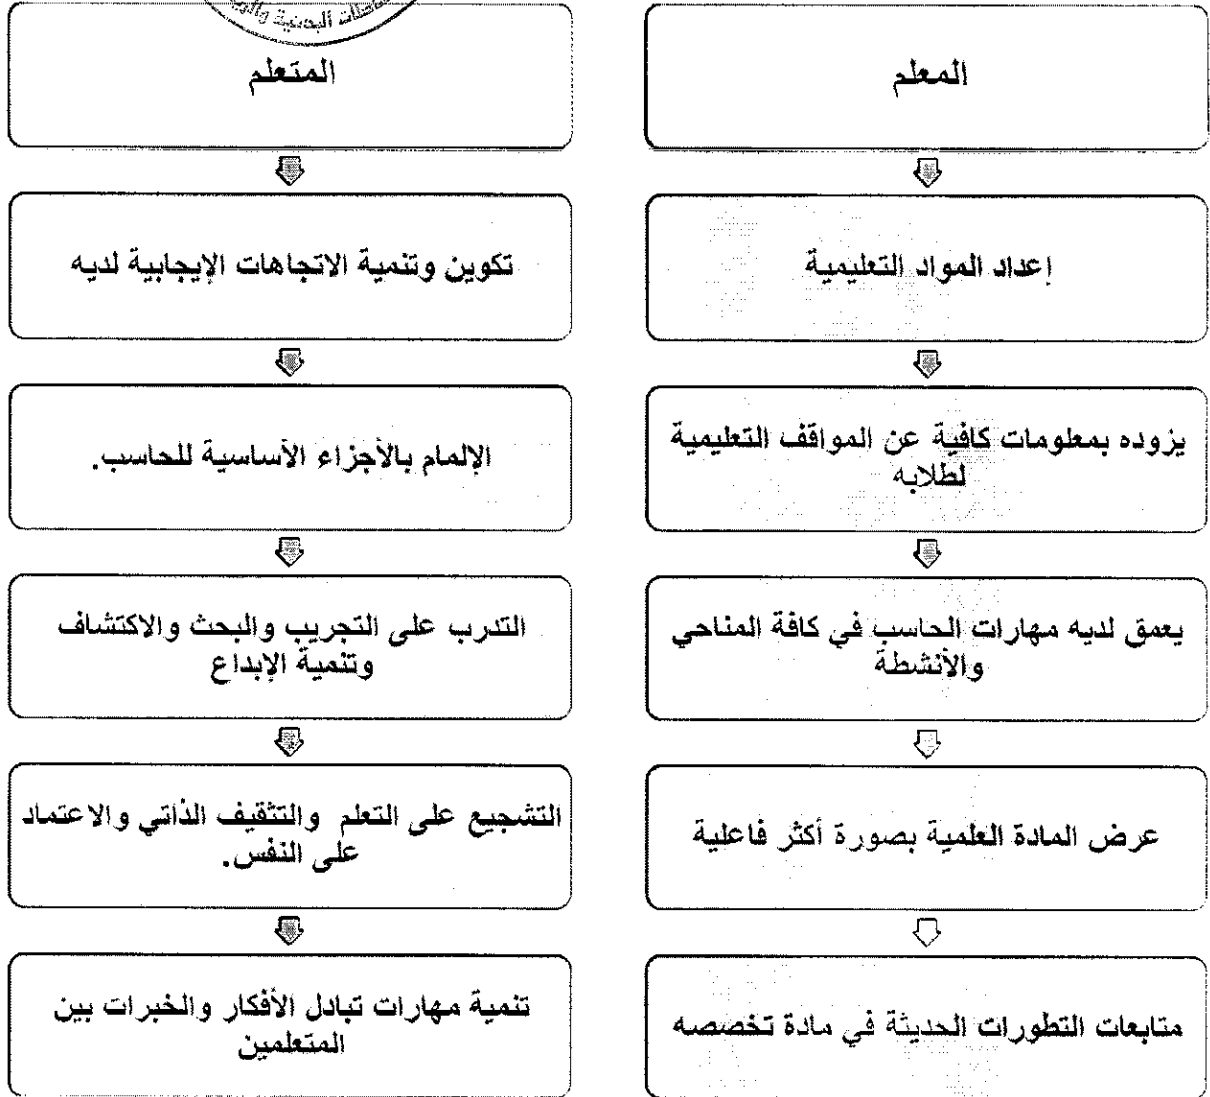 البدنية
المعلم
إعداد المواد التعليمية
يزوده بمعلومات كافية عن المواقف التعليمية
لطلابه
يعمق لديه مهارات الحاسب في كافة المناحي
والأنشطة
عرض المادة العلمية بصورة أكثر فاعلية
متابعات التطورات الحديثة في مادة تخصصه
المتعلم
تكوين وتنمية الاتجاهات الإيجابية لديه
الإلمام بالأجزاء الأساسية للحاسب.
التدرب على التجريب والبحث والاكتشاف
وتنمية الإبداع
التشجيع على التعلم والتثقيف الذاتي والاعتماد
على النفس.
تنمية مهارات تبادل الأفكار والخبرات بين
المتعلمين